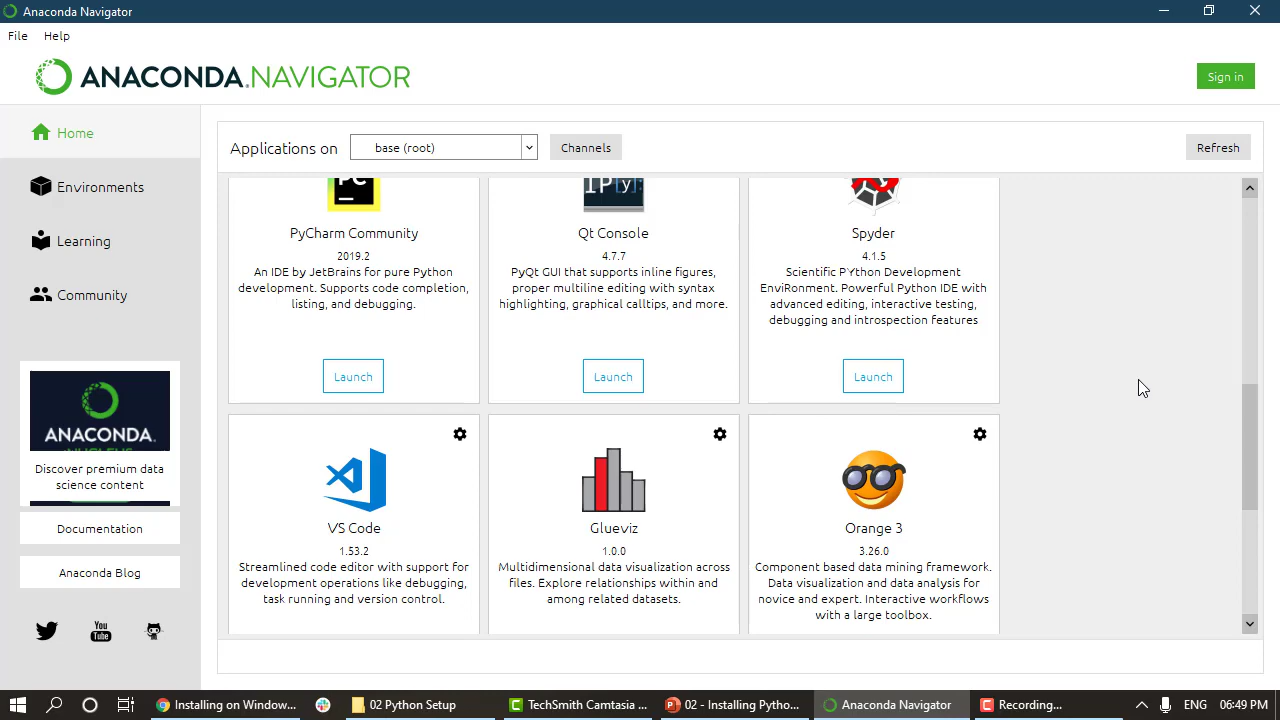 Anaconda Navigator
File Help
ANACONDA.NAVIGATOR
Sign in
Home
Environments
Learning
Community
ANACONDA.
Discover premium data
science content
Documentation
Anaconda Blog
You
Tube
Applications on base (root) Channels Refresh
PC
PyCharm Community
2019.2
An IDE by JetBrains for pure Python
development. Supports code completion,
listing, and debugging.
Launch
IP[y]:
Qt Console
4.7.7
PyQt GUI that supports inline figures,
proper multiline editing with syntax
highlighting, graphical calltips, and more.
Launch
Spyder
4.1.5
Scientific PYthon Development
EnviRonment. Powerful Python IDE with
advanced editing, interactive testing,
debugging and introspection features
Launch
VS Code
1.53.2
Streamlined code editor with support for
development operations like debugging,
task running and version control.
Glueviz
1.0.0
Multidimensional data visualization across
files. Explore relationships within and
among related datasets.
Orange 3
3.26.0
Component based data mining framework.
Data visualization and data analysis for
novice and expert. Interactive workflows
with a large toolbox.
Installing on Window... 02 Python Setup TechSmith Camtasia ... 02 - Installing Pytho... Anaconda Navigator Recording... ENG 06:49 PM